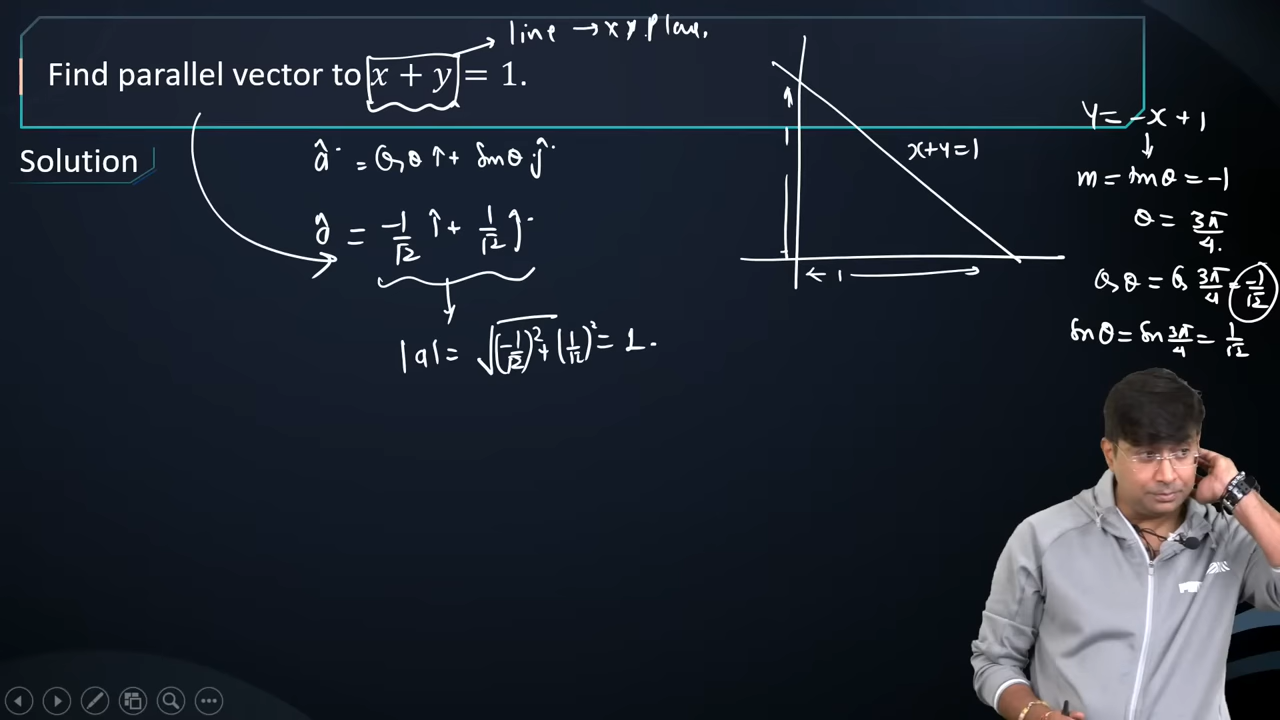 line → xy Plane.
Find parallel vector to x + y = 1.
Solution
â = Cosθ î + Sinθ ĵ
â = -1/√2 î + 1/√2 ĵ
|a| = √(-1/√2)² + (1/√2)² = 1.
x+y=1
1
1
y = -x + 1
m = tanθ = -1
θ = 3π/4.
Cosθ = Cos 3π/4 = -1/√2
Sinθ = Sin 3π/4 = 1/√2